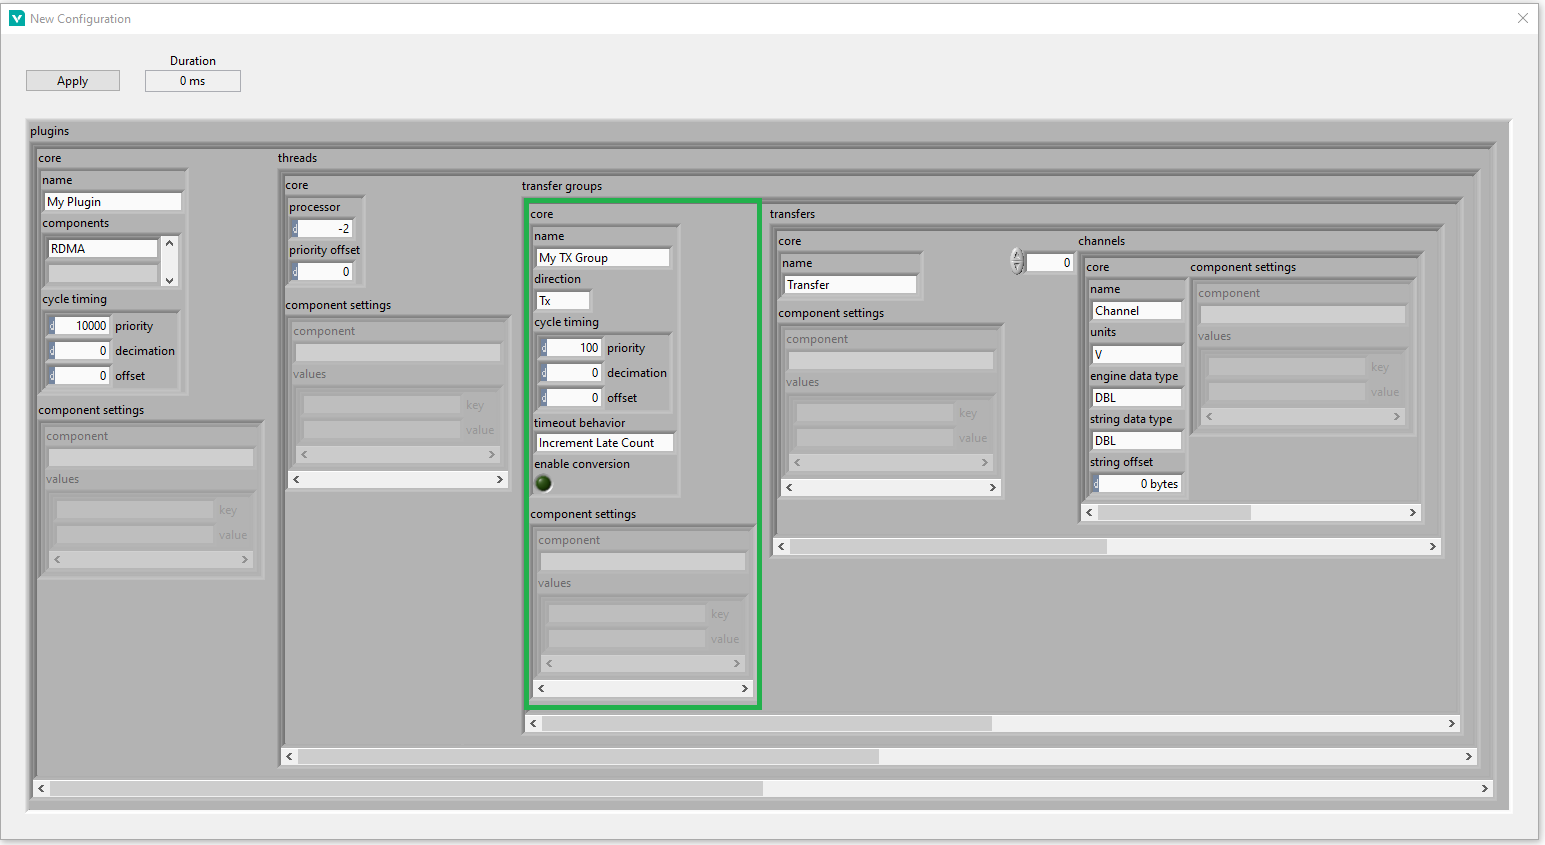 New Configuration
Duration
Apply
0 ms
plugins
core
name
My Plugin
components
RDMA
cycle timing
10000 priority
0 decimation
0 offset
component settings
component
values
key
value
threads
core
processor
-2
priority offset
0
component settings
component
values
key
value
transfer groups
core
name
My TX Group
direction
Tx
cycle timing
100 priority
0 decimation
0 offset
timeout behavior
Increment Late Count
enable conversion
component settings
component
values
key
value
transfers
core
name
Transfer
component settings
component
values
key
value
0
channels
core
name
Channel
units
V
engine data type
DBL
string data type
DBL
string offset
0 bytes
component settings
component
values
key
value